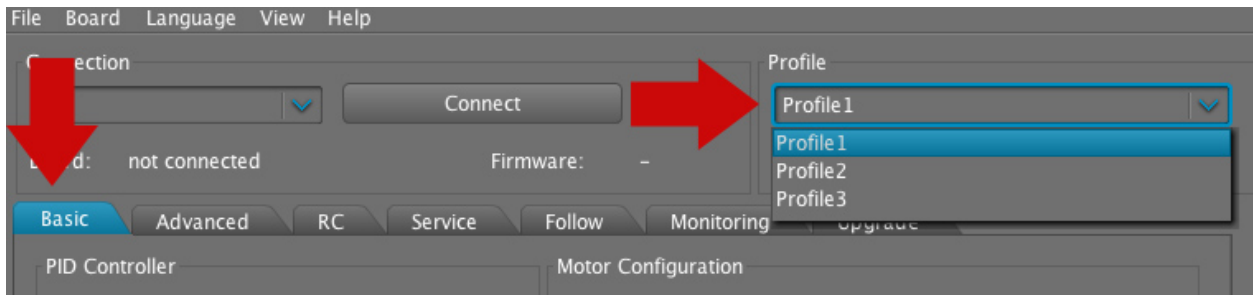 File Board Language View Help
Profile
Connect
Profile1
not connected
Firmware: -
Profile1
Profile2
Profile3
Basic Advanced RC Service Follow Monitoring
PID Controller
Motor Configuration